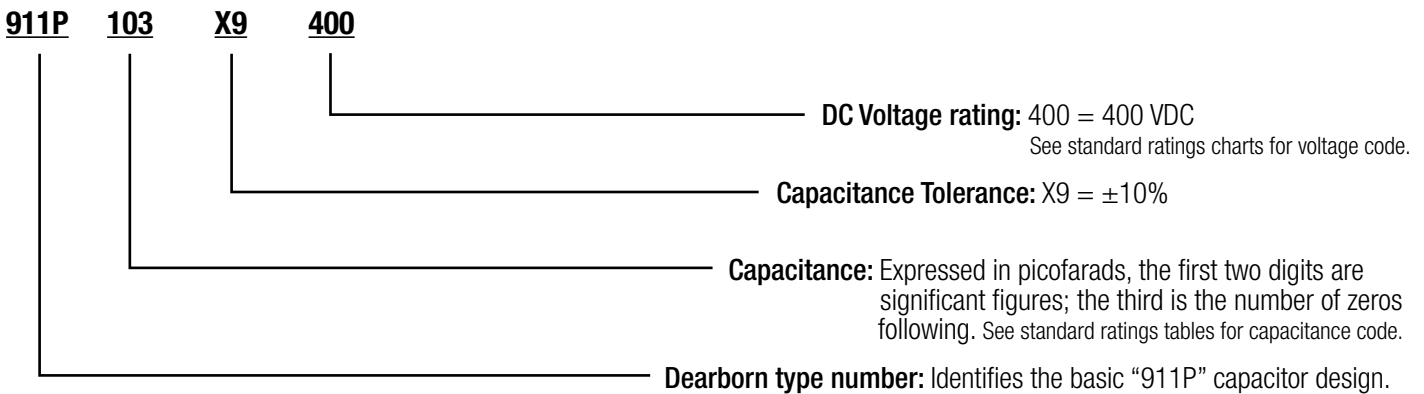 911P 103 X9 400
DC Voltage rating: 400 = 400 VDC
See standard ratings charts for voltage code.
Capacitance Tolerance: X9 = ±10%
Capacitance: Expressed in picofarads, the first two digits are
significant figures; the third is the number of zeros
following. See standard ratings tables for capacitance code.
Dearborn type number: Identifies the basic “911P” capacitor design.